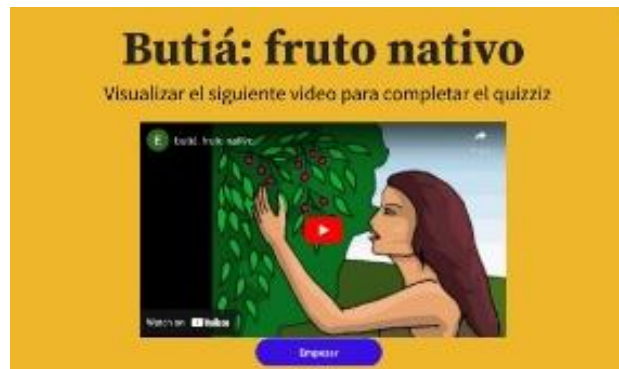 Butiá: fruto nativo
Visualizar el siguiente video para completar el quizziz
E
butiá, fruto nativo
Watch on YouTube
Empezar